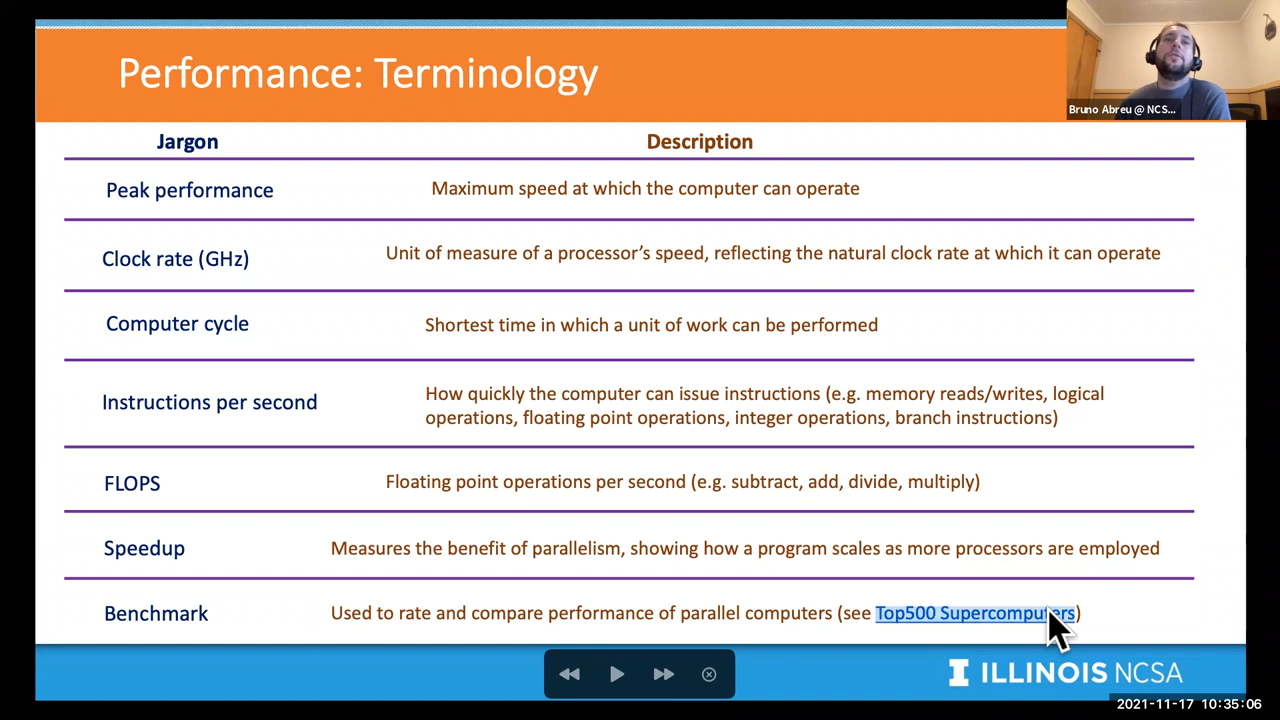 Performance: Terminology
Bruno Abreu @ NCS...
Jargon
Description
Peak performance
Maximum speed at which the computer can operate
Clock rate (GHz)
Unit of measure of a processor’s speed, reflecting the natural clock rate at which it can operate
Computer cycle
Shortest time in which a unit of work can be performed
Instructions per second
How quickly the computer can issue instructions (e.g. memory reads/writes, logical
operations, floating point operations, integer operations, branch instructions)
FLOPS
Floating point operations per second (e.g. subtract, add, divide, multiply)
Speedup
Measures the benefit of parallelism, showing how a program scales as more processors are employed
Benchmark
Used to rate and compare performance of parallel computers (see Top500 Supercomputers)
I ILLINOIS NCSA
2021-11-17 10:35:06